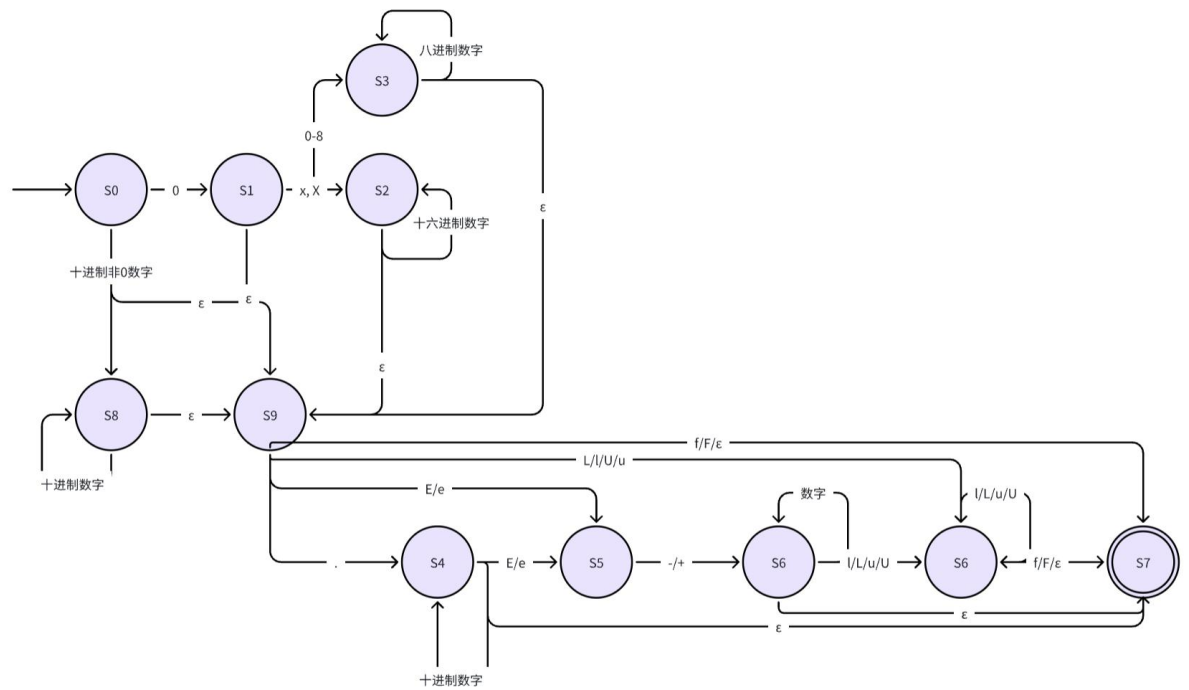 八进制数字
S3
0-8
S0
0
S1
x, X
S2
ε
十六进制数字
十进制非0数字
ε
ε
ε
S8
ε
S9
f/F/ε
L/l/U/u
十进制数字
E/e
数字
l/L/u/U
.
S4
E/e
S5
-/+
S6
l/L/u/U
S6
f/F/ε
S7
ε
ε
十进制数字